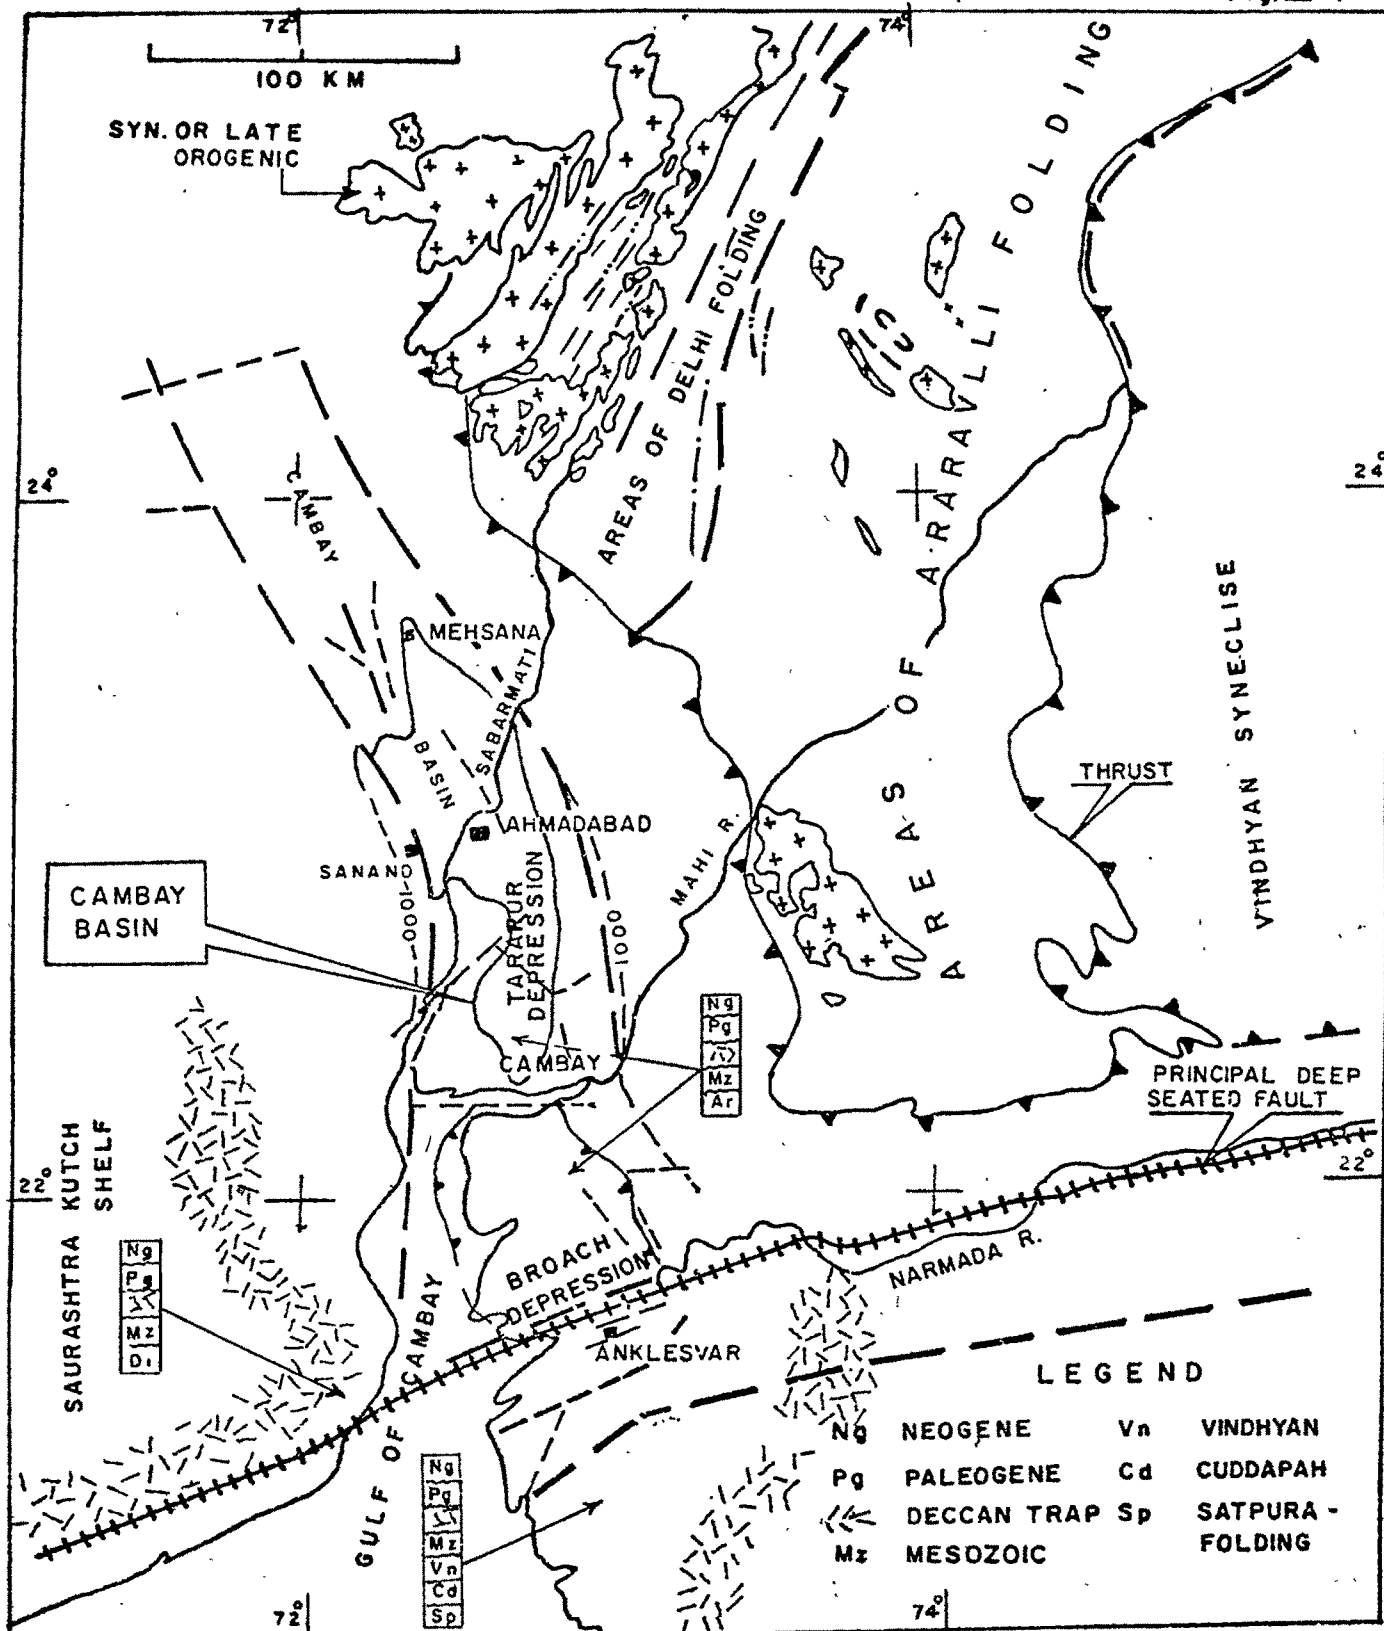 72°
74°
100 KM
SYN. OR LATE
OROGENIC
AREAS OF DELHI FOLDING
AREAS OF ARARAVLLI FOLDING
24°
24°
CAMBAY
BASIN
MEHSANA
SABARMATI
VINDHYAN SYNECLISE
THRUST
AHMADABAD
SANAND
MAHI R.
CAMBAY
BASIN
1000
1000
TARAPUR
DEPRESSION
CAMBAY
Ng
Pg
Mz
Ar
PRINCIPAL DEEP
SEATED FAULT
SAURASHTRA KUTCH
SHELF
22°
22°
Ng
Pg
Mz
DI
BROACH
DEPRESSION
NARMADA R.
ANKLESVAR
GULF OF CAMBAY
Ng
Pg
Mz
Vn
Cd
Sp
LEGEND
Ng NEOGENE Vn VINDHYAN
Pg PALEOGENE Cd CUDDAPAH
DECCAN TRAP Sp SATPURA-
Mz MESOZOIC FOLDING
72°
74°